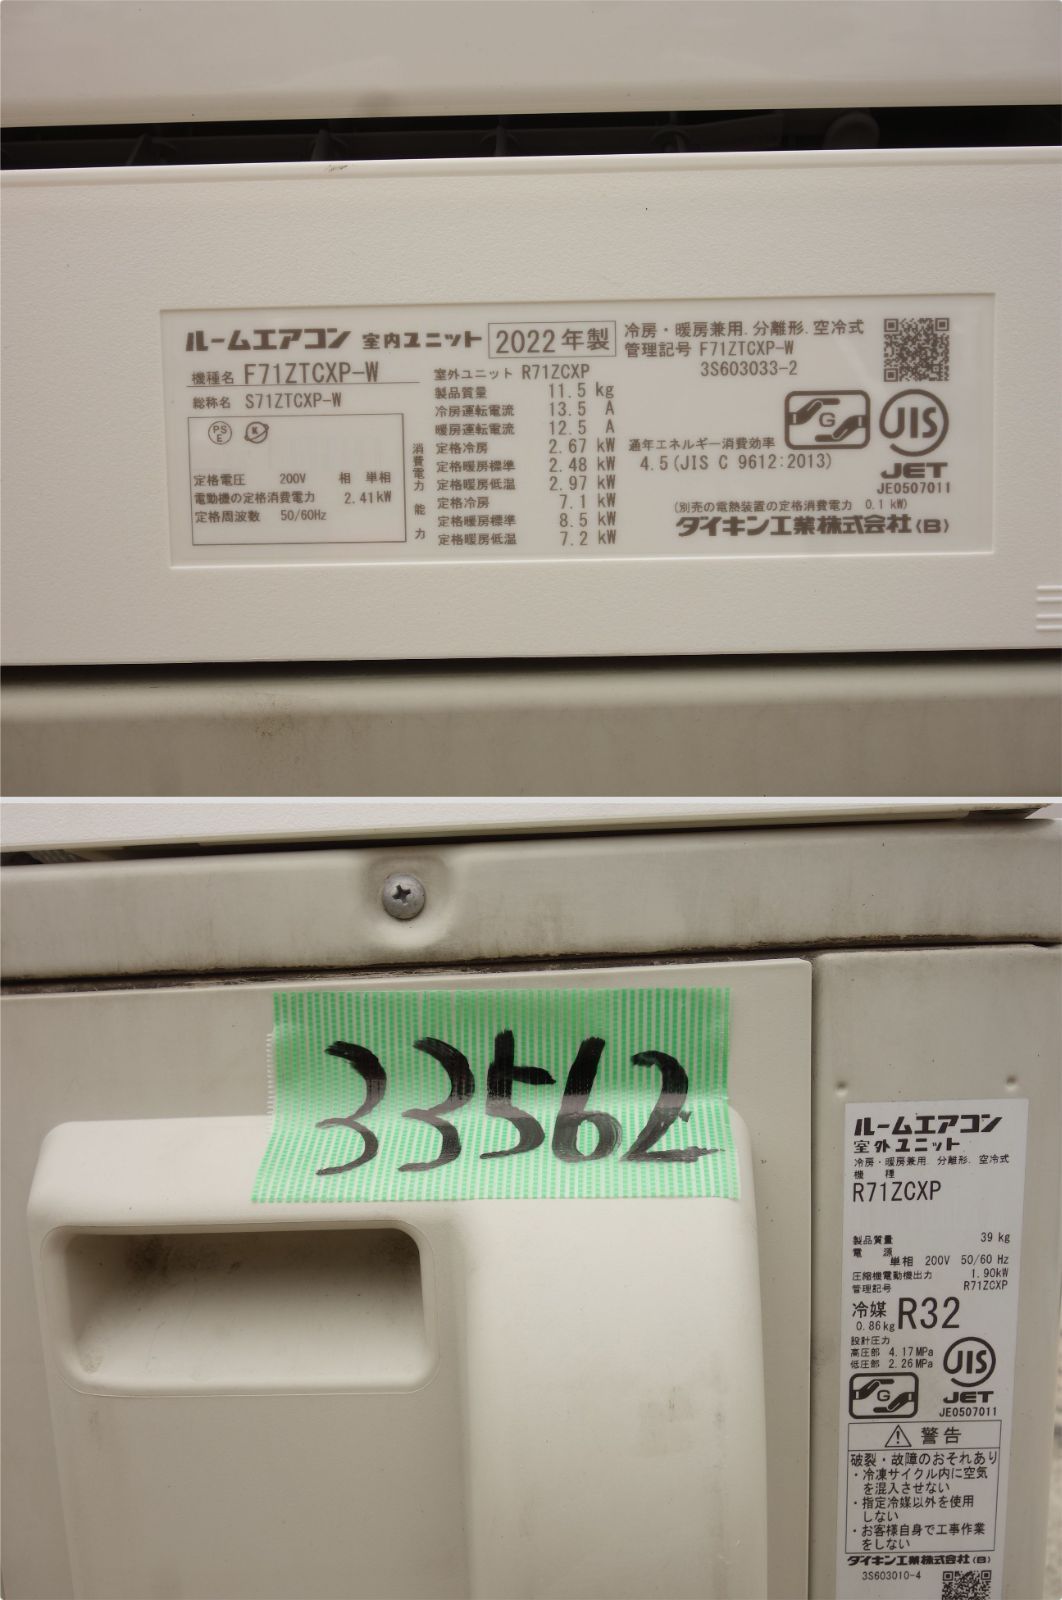 ルームエアコン 室内ユニット 2022年製
機種名 F71ZTCXP-W
総称名 S71ZTCXP-W
PS
E
K
定格電圧 200V 相 単相
電動機の定格消費電力 2.41kW
定格周波数 50/60Hz
室外ユニット R71ZCXP
製品質量 11.5 kg
冷房運転電流 13.5 A
暖房運転電流 12.5 A
消費電力
定格冷房 2.67 kW
定格暖房標準 2.48 kW
定格暖房低温 2.97 kW
能力
定格冷房 7.1 kW
定格暖房標準 8.5 kW
定格暖房低温 7.2 kW
冷房・暖房兼用.分離形.空冷式
管理記号 F71ZTCXP-W
3S603033-2
G
JIS
JET
JE0507011
通年エネルギー消費効率
4.5(JIS C 9612:2013)
(別売の電熱装置の定格消費電力 0.1 kW)
ダイキン工業株式会社(B)
33562
ルームエアコン
室外ユニット
冷房・暖房兼用.分離形.空冷式
機種
R71ZCXP
製品質量 39 kg
電源
単相 200V 50/60 Hz
圧縮機電動機出力 1.90kW
管理記号 R71ZCXP
冷媒 R32
0.86kg
設計圧力
高圧部 4.17MPa
低圧部 2.26MPa
JIS
G
JET
JE0507011
警告
破裂・故障のおそれあり
・冷凍サイクル内に空気
を混入させない
・指定冷媒以外を使用
しない
・お客様自身で工事作業
をしない
ダイキン工業株式会社(B)
3S603010-4